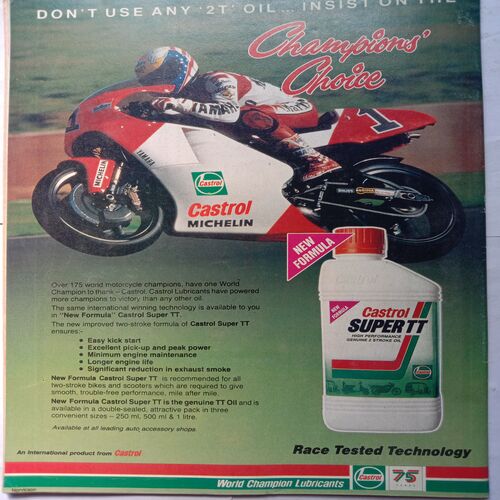 DON'T USE ANY '2T' OIL ... INSIST ON THE
Champions'
Choice
1
YAMAHA
1
YAMAHA
MICHELIN
Castrol
Castrol
MICHELIN
NEW
FORMULA
Over 175 world motorcycle champions, have one World
Champion to thank – Castrol. Castrol Lubricants have powered
more champions to victory than any other oil.
The same international winning technology is available to you
in "New Formula" Castrol Super TT.
The new improved two-stroke formula of Castrol Super TT
ensures:-
• Easy kick start
• Excellent pick-up and peak power
• Minimum engine maintenance
• Longer engine life
• Significant reduction in exhaust smoke
New Formula Castrol Super TT is recommended for all
two-stroke bikes and scooters which are required to give
smooth, trouble-free performance, mile after mile.
New Formula Castrol Super TT is the genuine TT Oil and is
available in a double-sealed, attractive pack in three
convenient sizes – 250 ml, 500 ml & 1 litre.
Available at all leading auto accessory shops.
NEW
FORMULA
Castrol
SUPER TT
HIGH PERFORMANCE
GENUINE 2 STROKE OIL
Castrol
An International product from Castrol
Race Tested Technology
World Champion Lubricants
Castrol
75
YEARS